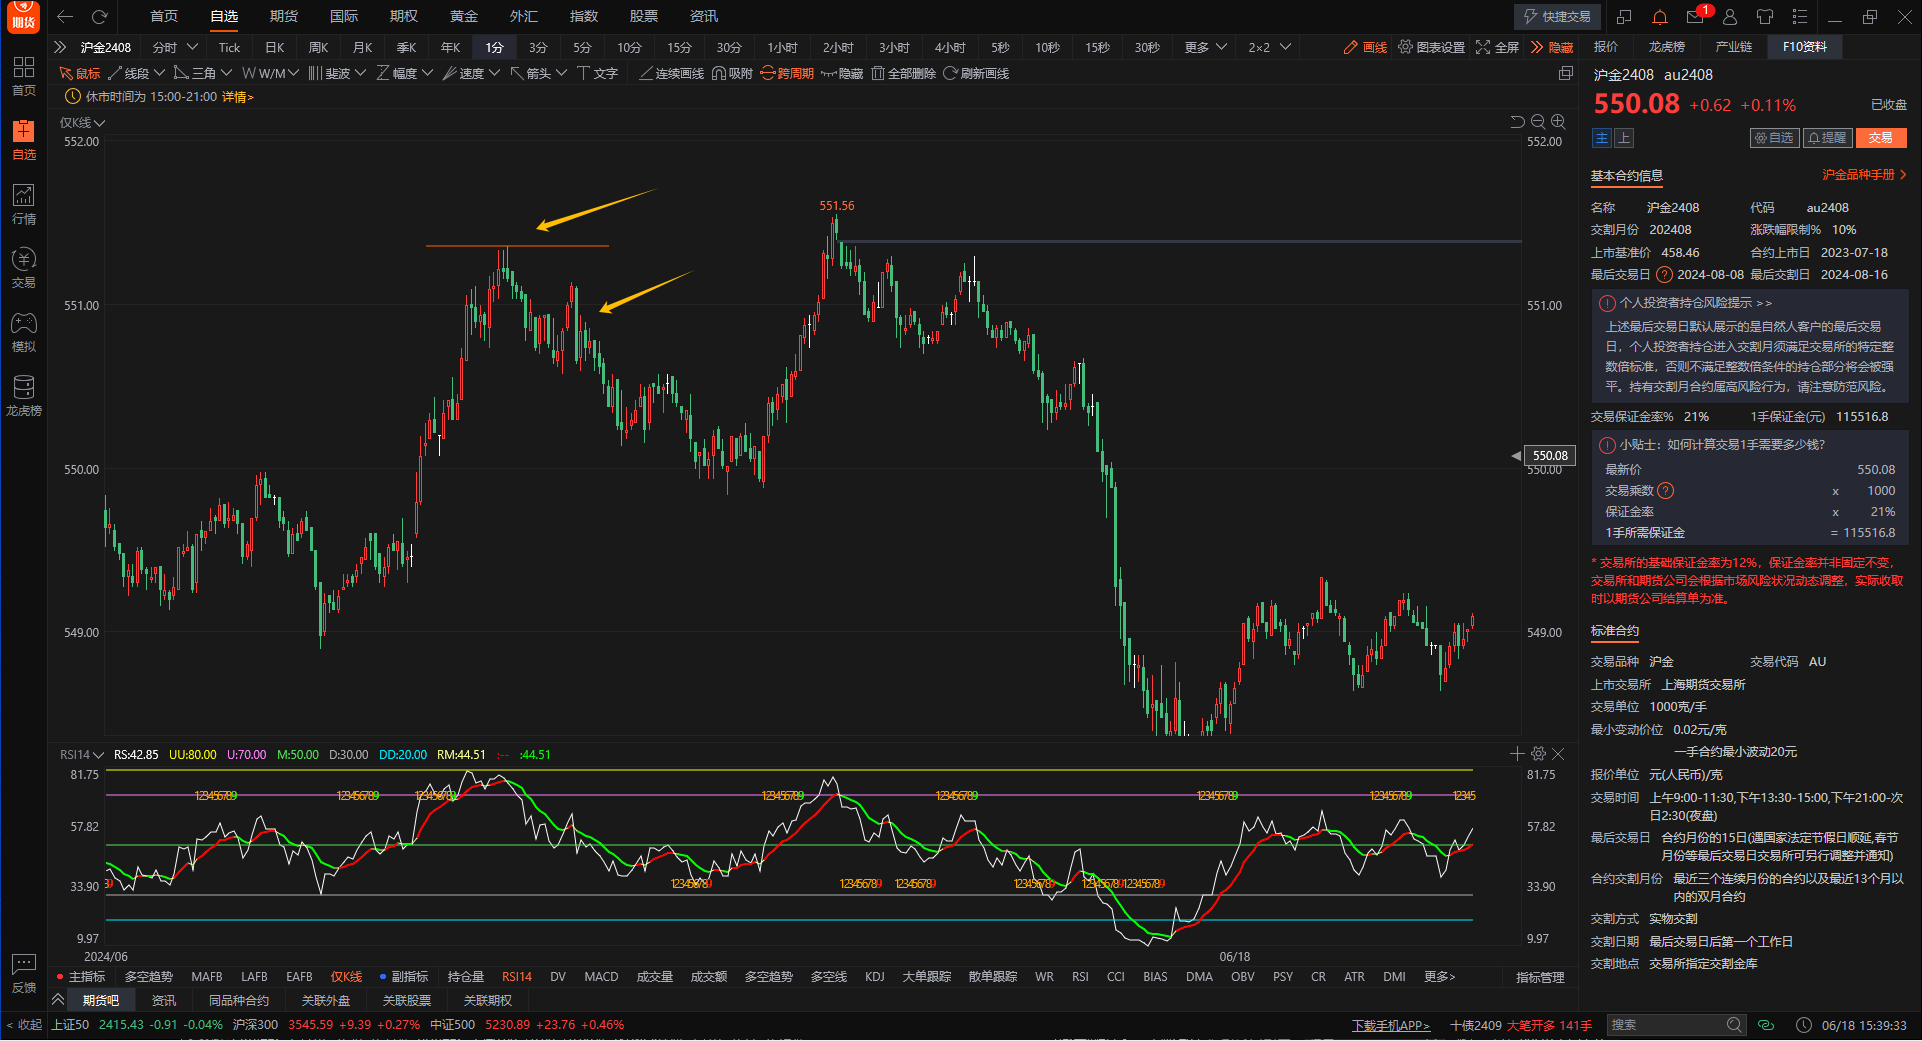 期货
首页 自选 期货 国际 期权 黄金 外汇 指数 股票 资讯
快捷交易 1
沪金2408 分时 Tick 日K 周K 月K 季K 年K 1分 3分 5分 10分 15分 30分 1小时 2小时 3小时 4小时 5秒 10秒 15秒 30秒 更多 2×2 画线 图表设置 全屏 隐藏
鼠标 线段 三角 W/M 斐波 幅度 速度 箭头 文字 连续画线 吸附 跨周期 隐藏 全部删除 刷新画线
休市时间为 15:00-21:00 详情>
首页
自选
行情
交易
模拟
龙虎榜
反馈
< 收起
仅K线
552.00 552.00
551.00 551.00
550.00 550.00
549.00 549.00
551.56
550.08
RSI14 RS:42.85 UU:80.00 U:70.00 M:50.00 D:30.00 DD:20.00 RM:44.51 :-- :44.51
81.75 81.75
123456789 123456789 123456789 123456789 123456789 123456789 123456789 12345
57.82 57.82
33.90 33.90
9 123456789 123456789 123456789 123456789 123456789 123456789
9.97 9.97
2024/06 06/18
主指标 多空趋势 MAFB LAFB EAFB 仅K线 副指标 持仓量 RSI14 DV MACD 成交量 成交额 多空趋势 多空线 KDJ 大单跟踪 散单跟踪 WR RSI CCI BIAS DMA OBV PSY CR ATR DMI 更多> 指标管理
期货吧 资讯 同品种合约 关联外盘 关联股票 关联期权
上证50 2415.43 -0.91 -0.04% 沪深300 3545.59 +9.39 +0.27% 中证500 5230.89 +23.76 +0.46%
下载手机APP> 十债2409 大笔开多 141手 搜索 06/18 15:39:33
报价 龙虎榜 产业链 F10资料
沪金2408 au2408
550.08 +0.62 +0.11% 已收盘
主 上 自选 提醒 交易
基本合约信息 沪金品种手册 >
名称 沪金2408 代码 au2408
交割月份 202408 涨跌幅限制% 10%
上市基准价 458.46 合约上市日 2023-07-18
最后交易日 ? 2024-08-08 最后交割日 2024-08-16
! 个人投资者持仓风险提示 >>
上述最后交易日默认展示的是自然人客户的最后交易
日，个人投资者持仓进入交割月须满足交易所的特定整
数倍标准，否则不满足整数倍条件的持仓部分将会被强
平。持有交割月合约属高风险行为，请注意防范风险。
交易保证金率% 21% 1手保证金(元) 115516.8
! 小贴士：如何计算交易1手需要多少钱?
最新价 550.08
交易乘数 ? x 1000
保证金率 x 21%
1手所需保证金 = 115516.8
* 交易所的基础保证金率为12%，保证金率并非固定不变，
交易所和期货公司会根据市场风险状况动态调整，实际收取
时以期货公司结算单为准。
标准合约
交易品种 沪金 交易代码 AU
上市交易所 上海期货交易所
交易单位 1000克/手
最小变动价位 0.02元/克
一手合约最小波动20元
报价单位 元(人民币)/克
交易时间 上午9:00-11:30,下午13:30-15:00,下午21:00-次
日2:30(夜盘)
最后交易日 合约月份的15日(遇国家法定节假日顺延,春节
月份等最后交易日交易所可另行调整并通知)
合约交割月份 最近三个连续月份的合约以及最近13个月以
内的双月合约
交割方式 实物交割
交割日期 最后交易日后第一个工作日
交割地点 交易所指定交割金库